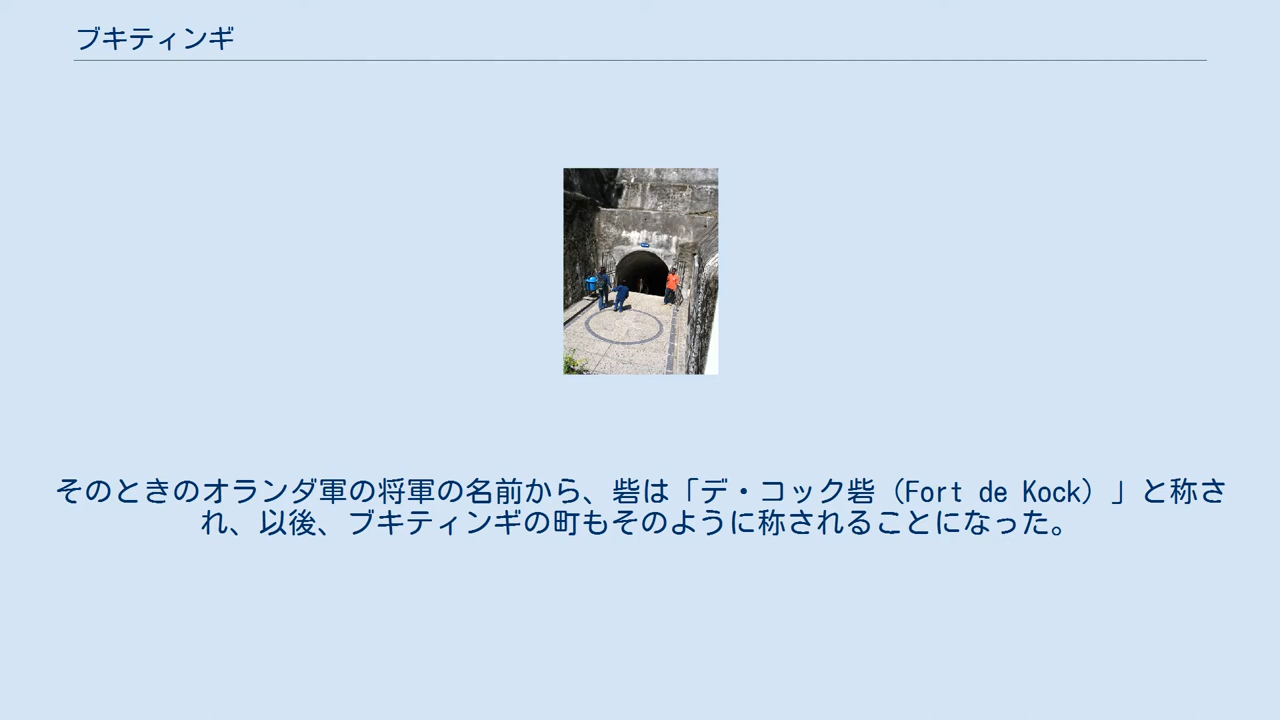 ブキティンギ
そのときのオランダ軍の将軍の名前から、砦は「デ・コック砦（Fort de Kock）」と称さ
れ、以後、ブキティンギの町もそのように称されることになった。